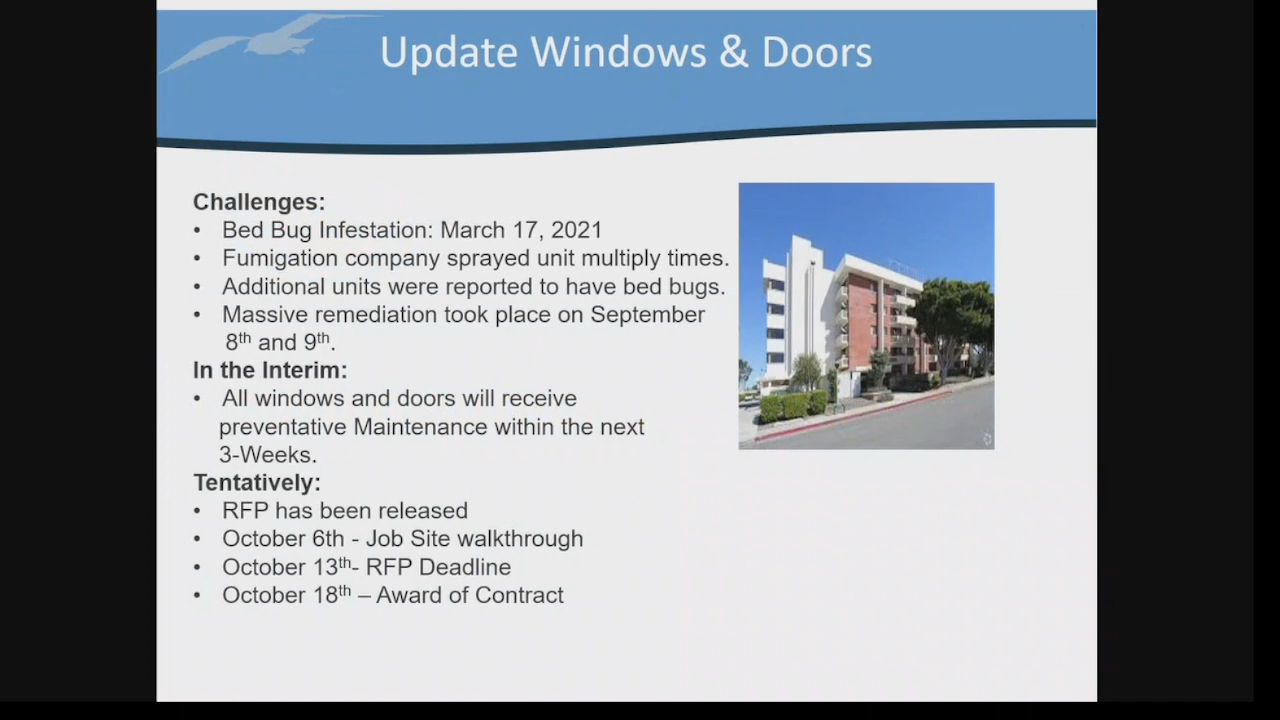 Update Windows & Doors
Challenges:
• Bed Bug Infestation: March 17, 2021
• Fumigation company sprayed unit multiply times.
• Additional units were reported to have bed bugs.
• Massive remediation took place on September
8th and 9th.
In the Interim:
• All windows and doors will receive
preventative Maintenance within the next
3-Weeks.
Tentatively:
• RFP has been released
• October 6th - Job Site walkthrough
• October 13th- RFP Deadline
• October 18th – Award of Contract